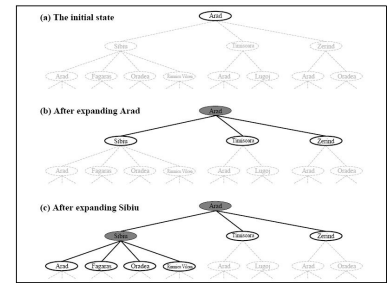 (a) The initial state
Arad
Sibiu Timisoara Zerind
Arad Fagaras Oradea Rimnicu Vilcea Arad Lugoj Arad Oradea
(b) After expanding Arad
Arad
Sibiu Timisoara Zerind
Arad Fagaras Oradea Rimnicu Vilcea Arad Lugoj Arad Oradea
(c) After expanding Sibiu
Arad
Sibiu Timisoara Zerind
Arad Fagaras Oradea Rimnicu Vilcea Arad Lugoj Arad Oradea